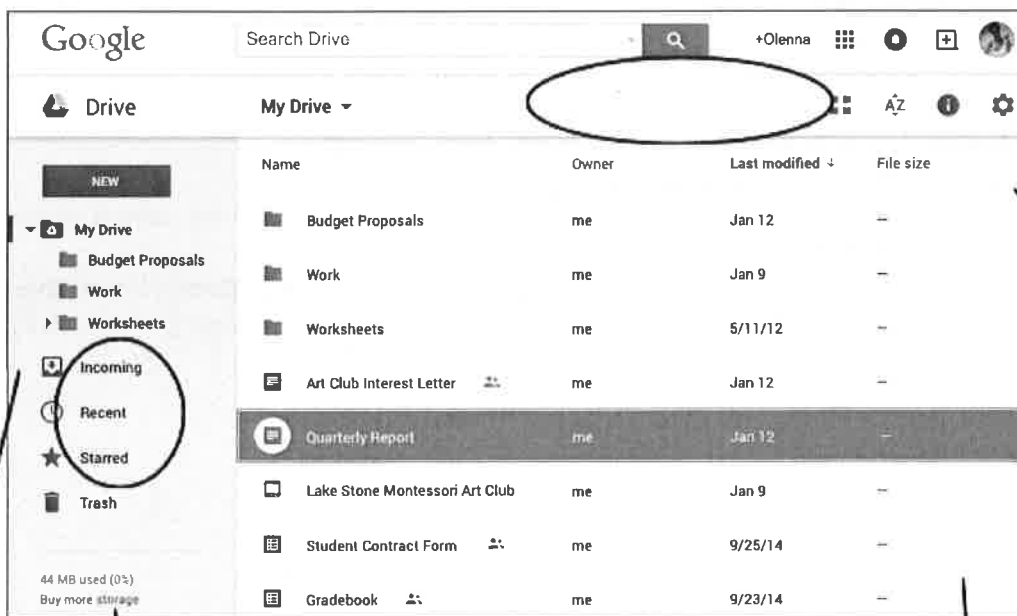 Google Search Drive +Olenna
Drive My Drive AZ
NEW
Name Owner Last modified ↓ File size
My Drive
Budget Proposals
Work
Worksheets
Incoming
Recent
Starred
Trash
44 MB used (0%)
Buy more storage
Budget Proposals me Jan 12 —
Work me Jan 9 —
Worksheets me 5/11/12 —
Art Club Interest Letter me Jan 12 —
Quarterly Report me Jan 12 —
Lake Stone Montessori Art Club me Jan 9 —
Student Contract Form me 9/25/14 —
Gradebook me 9/23/14 —